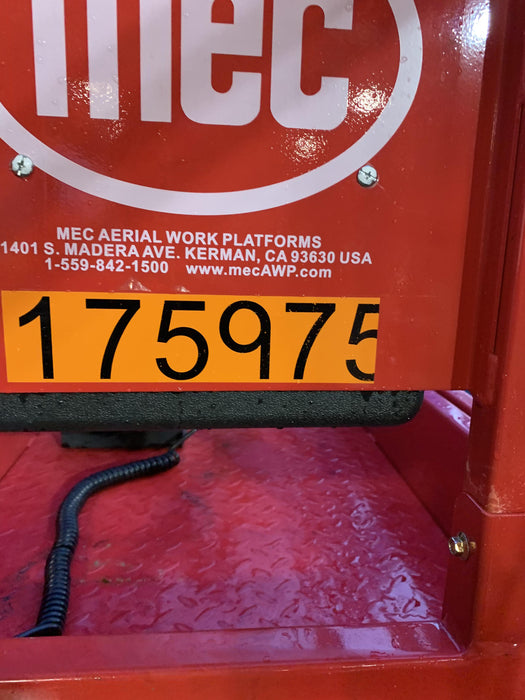 mec
MEC AERIAL WORK PLATFORMS
1401 S. MADERA AVE. KERMAN, CA 93630 USA
1-559-842-1500 www.mecAWP.com
175975